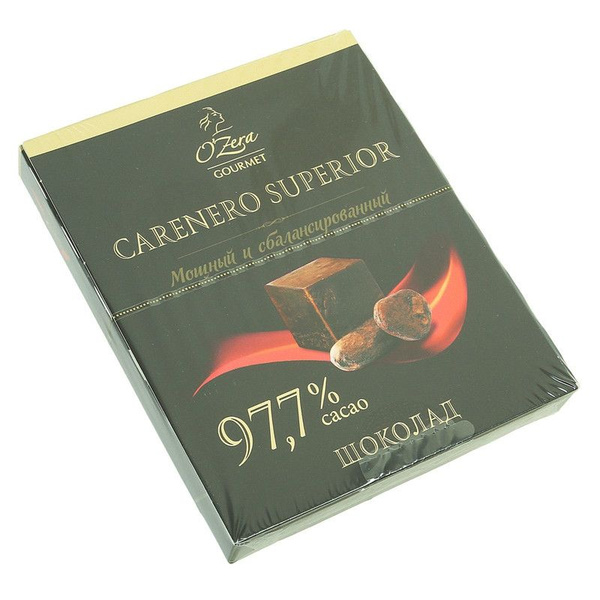 O'Zera
GOURMET
CARENERO SUPERIOR
Мощный и сбалансированный
97,7%
cacao
ШОКОЛАД